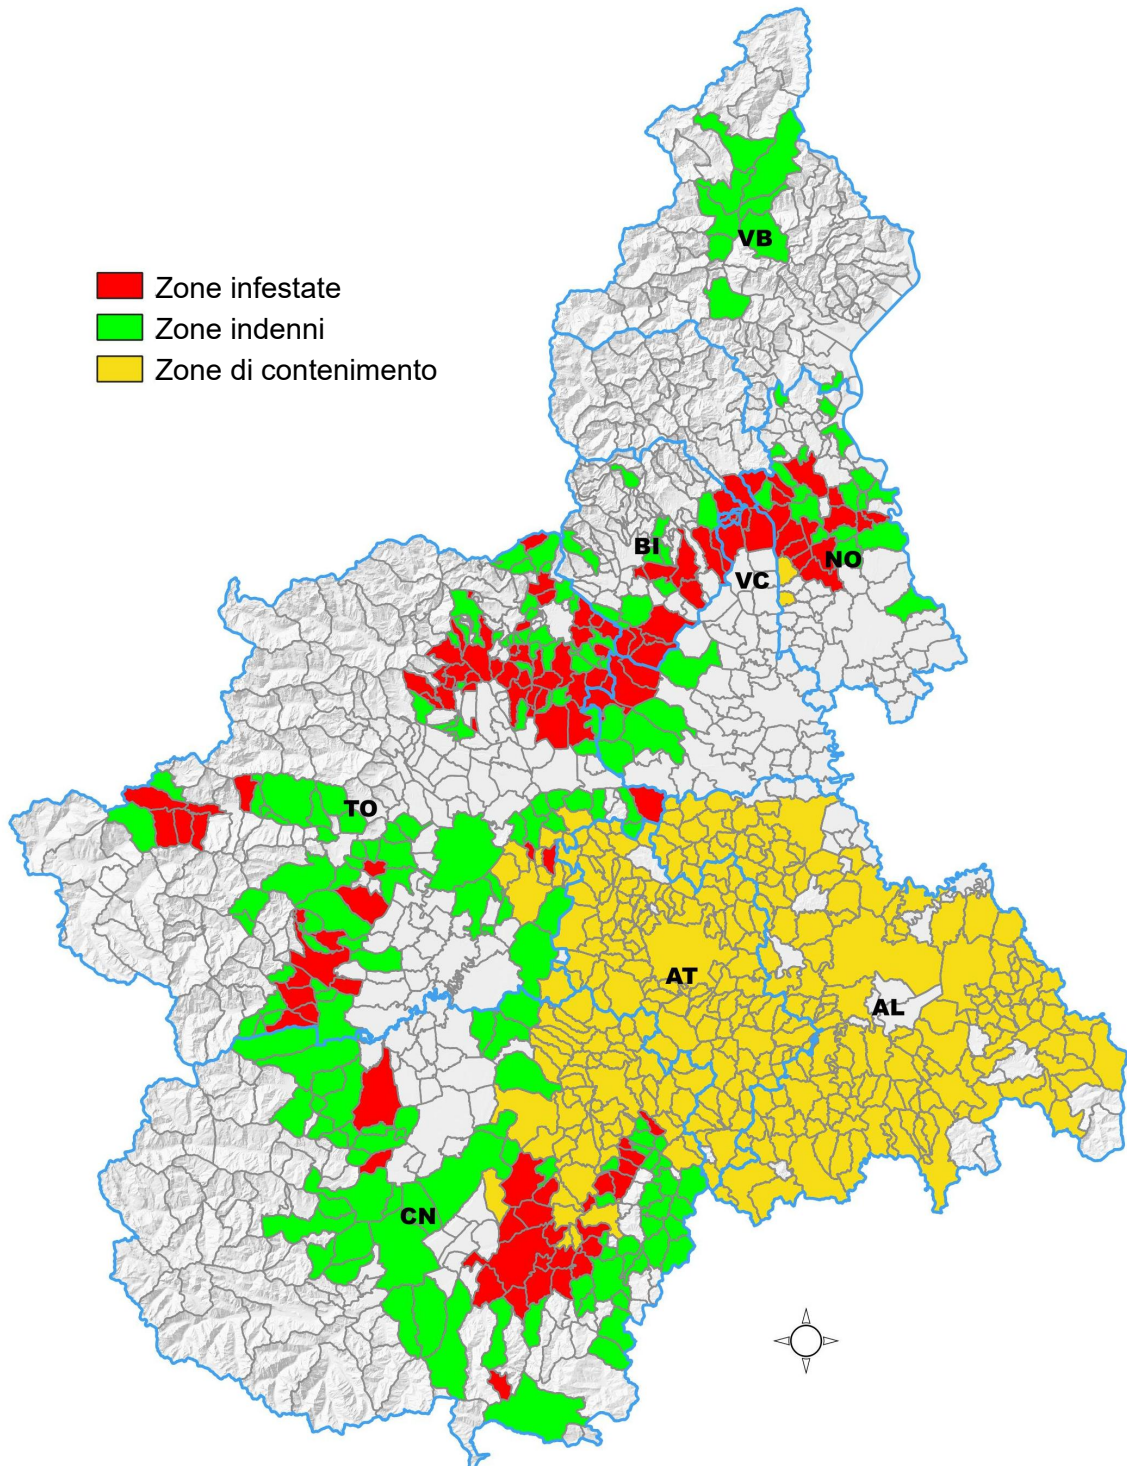 VB
Zone infestate
Zone indenni
Zone di contenimento
BI
NO
VC
TO
AT
AL
CN